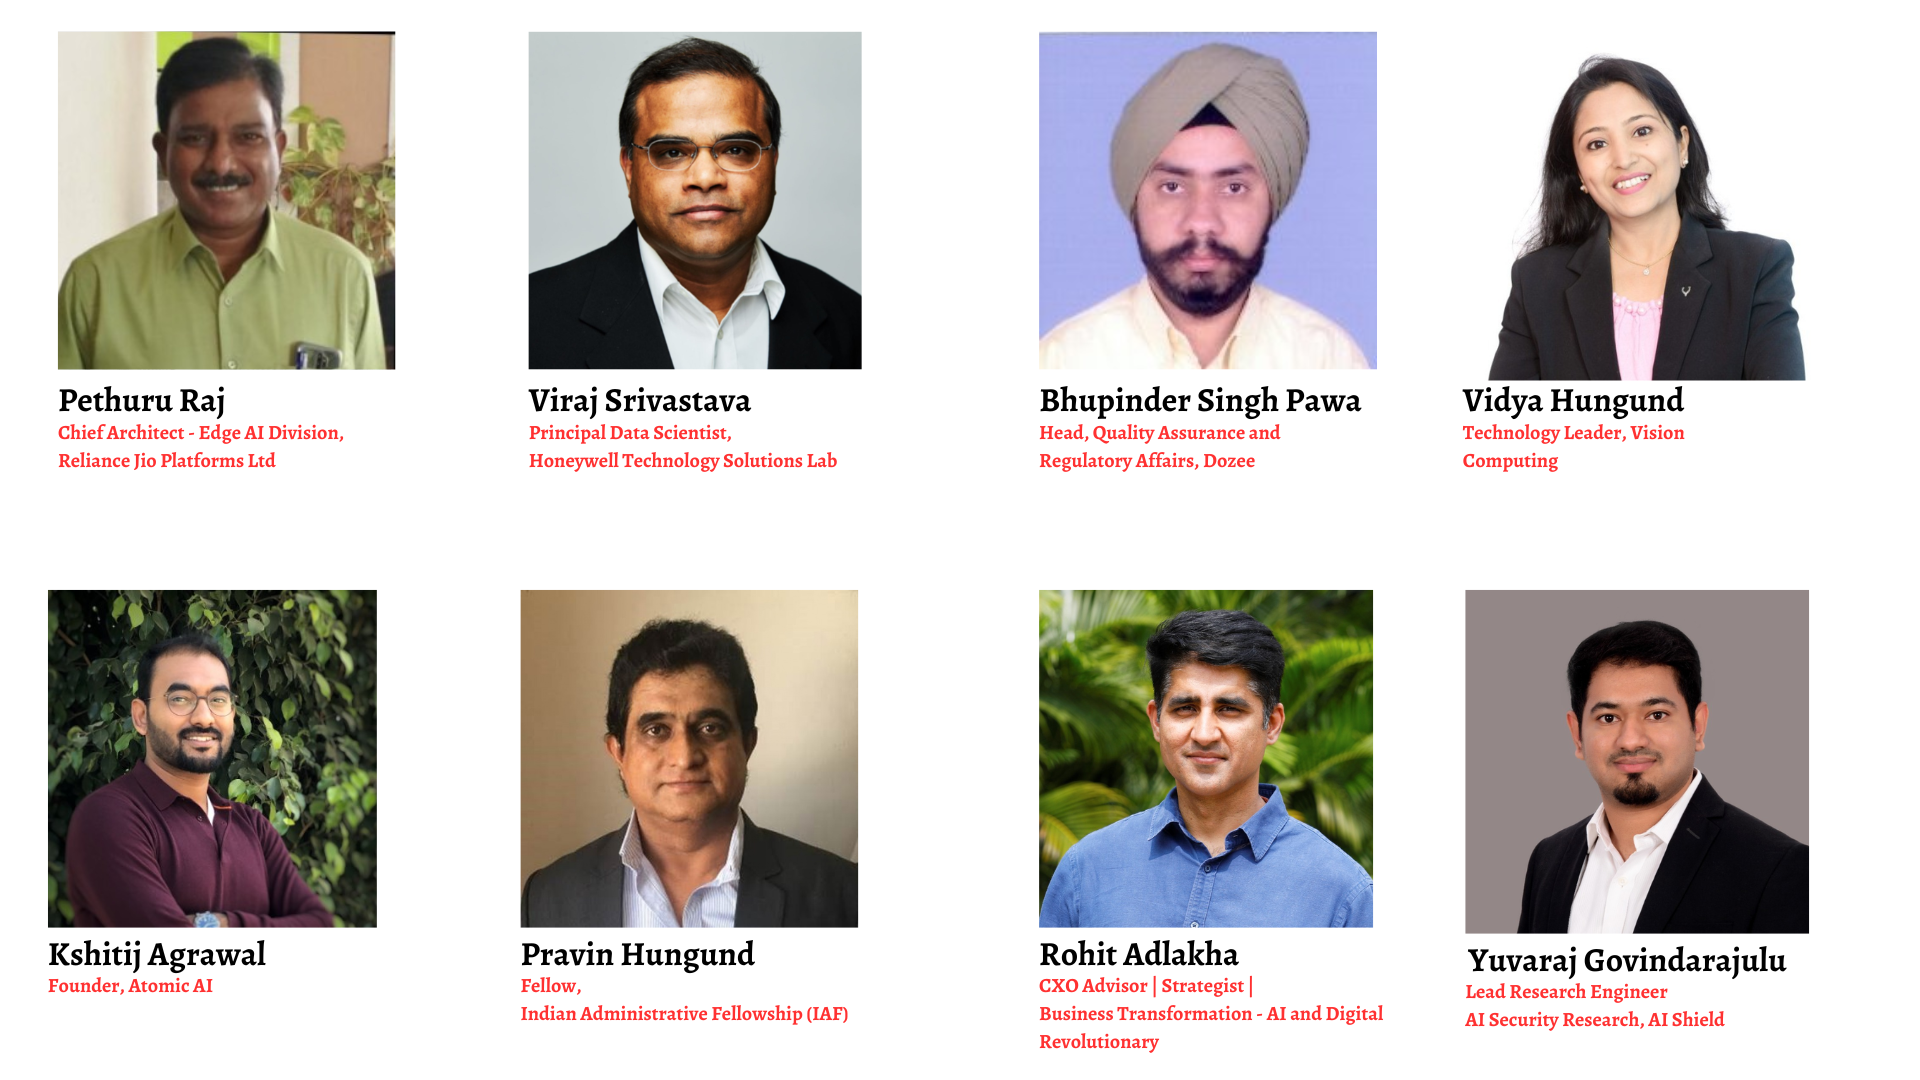 Pethuru Raj
Chief Architect - Edge AI Division,
Reliance Jio Platforms Ltd
Viraj Srivastava
Principal Data Scientist,
Honeywell Technology Solutions Lab
Bhupinder Singh Pawa
Head, Quality Assurance and
Regulatory Affairs, Dozee
Vidya Hungund
Technology Leader, Vision
Computing
Kshitij Agrawal
Founder, Atomic AI
Pravin Hungund
Fellow,
Indian Administrative Fellowship (IAF)
Rohit Adlakha
CXO Advisor | Strategist |
Business Transformation - AI and Digital
Revolutionary
Yuvaraj Govindarajulu
Lead Research Engineer
AI Security Research, AI Shield